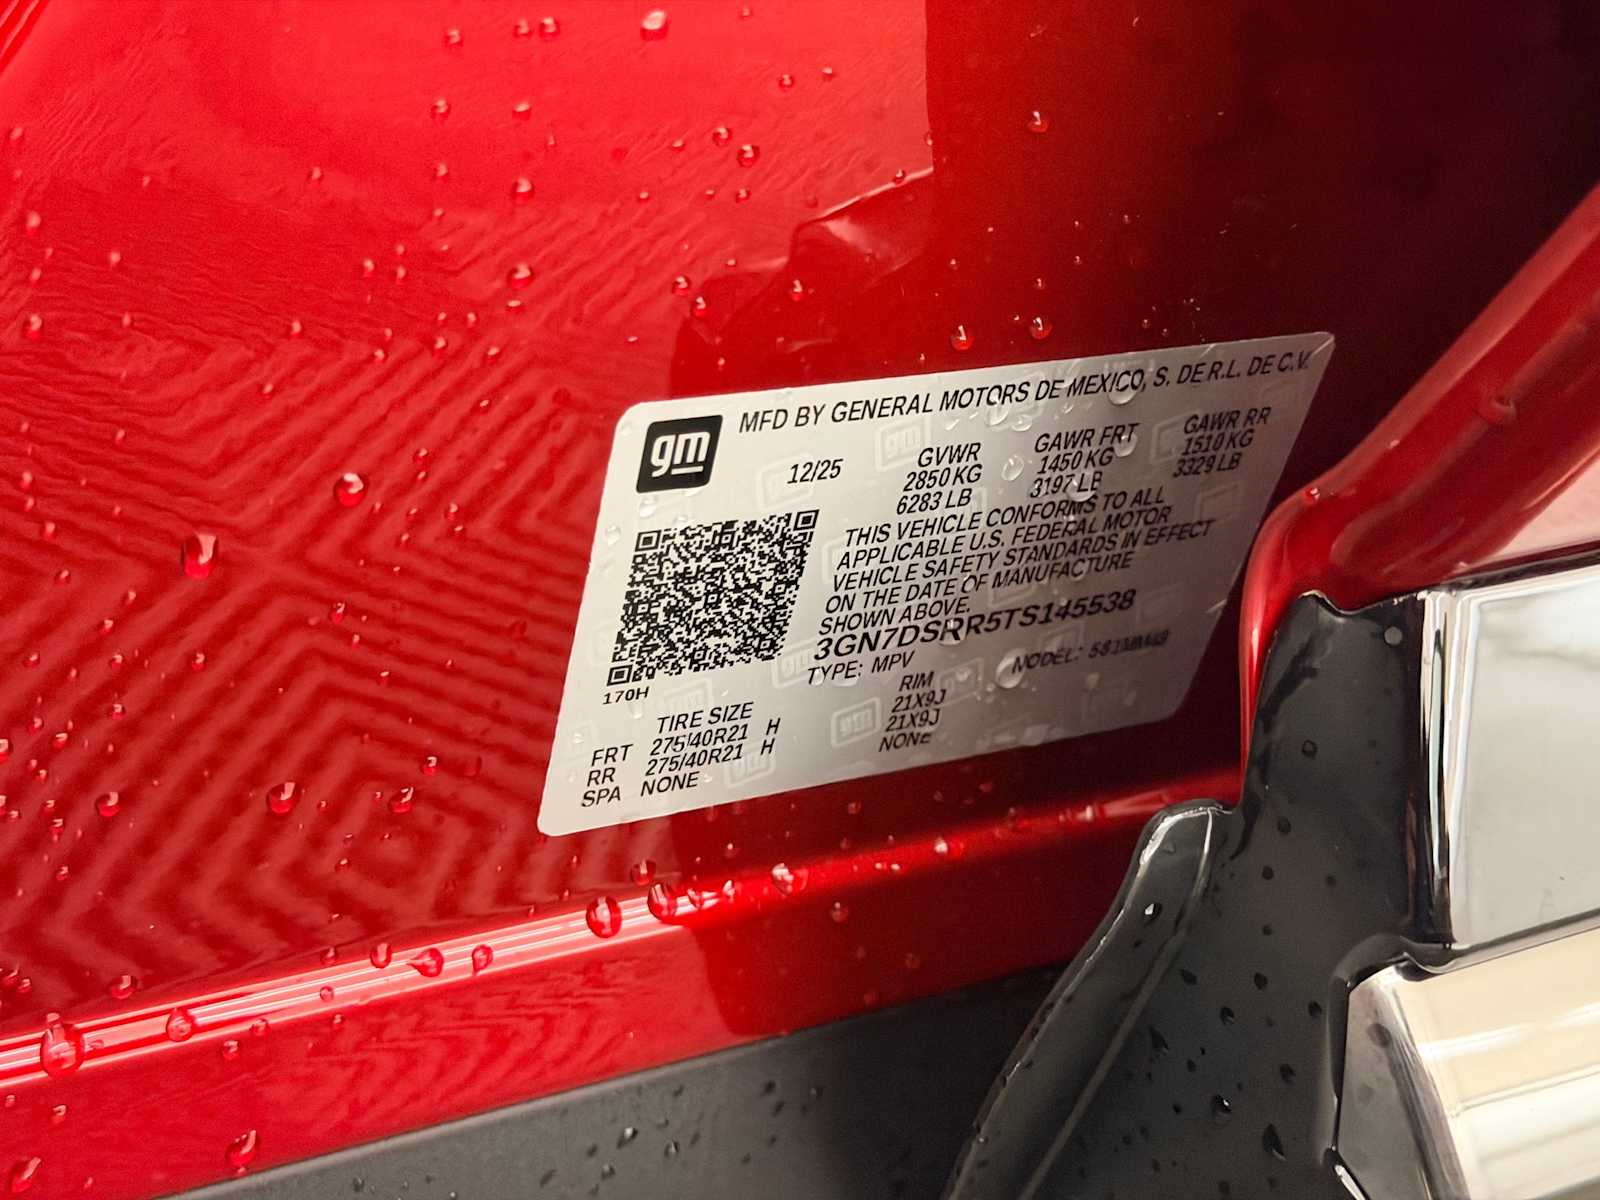 gm
MFD BY GENERAL MOTORS DE MEXICO, S. DE R.L. DE C.V.
12/25
GVWR GAWR FRT GAWR RR
2850 KG 1450 KG 1510 KG
6283 LB 3197 LB 3329 LB
THIS VEHICLE CONFORMS TO ALL
APPLICABLE U.S. FEDERAL MOTOR
VEHICLE SAFETY STANDARDS IN EFFECT
ON THE DATE OF MANUFACTURE
SHOWN ABOVE.
3GN7DSRR5TS145538
TYPE: MPV MODEL:
170H
TIRE SIZE RIM
FRT 275/40R21 H 21X9J
RR 275/40R21 H 21X9J
SPA NONE NONE